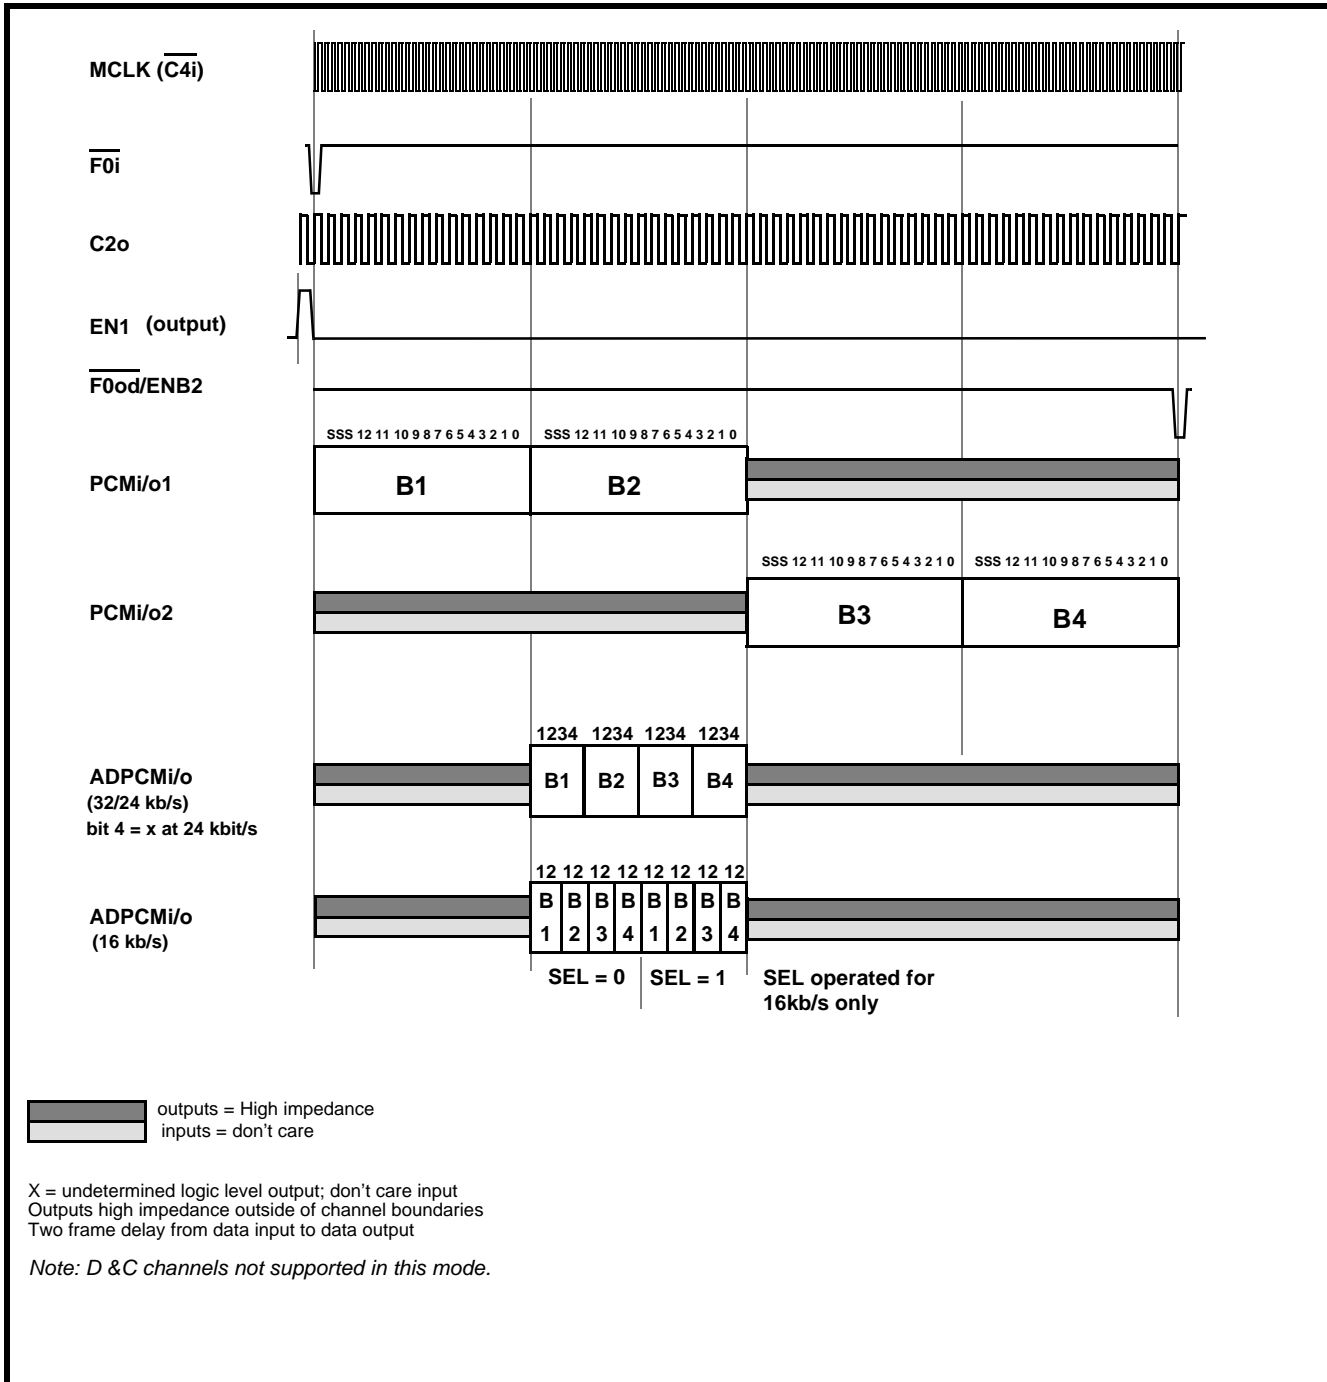 MCLK (C4i)
F0i
C2o
EN1 (output)
F0od/ENB2
SSS 12 11 10 9 8 7 6 5 4 3 2 1 0 SSS 12 11 10 9 8 7 6 5 4 3 2 1 0
PCMi/o1 B1 B2
SSS 12 11 10 9 8 7 6 5 4 3 2 1 0 SSS 12 11 10 9 8 7 6 5 4 3 2 1 0
PCMi/o2 B3 B4
1234 1234 1234 1234
ADPCMi/o B1 B2 B3 B4
(32/24 kb/s)
bit 4 = x at 24 kbit/s
12 12 12 12 12 12 12 12
B B B B B B B B
ADPCMi/o
1 2 3 4 1 2 3 4
(16 kb/s)
SEL = 0 SEL = 1 SEL operated for
16kb/s only
outputs = High impedance
inputs = don't care
X = undetermined logic level output; don't care input
Outputs high impedance outside of channel boundaries
Two frame delay from data input to data output
Note: D &C channels not supported in this mode.